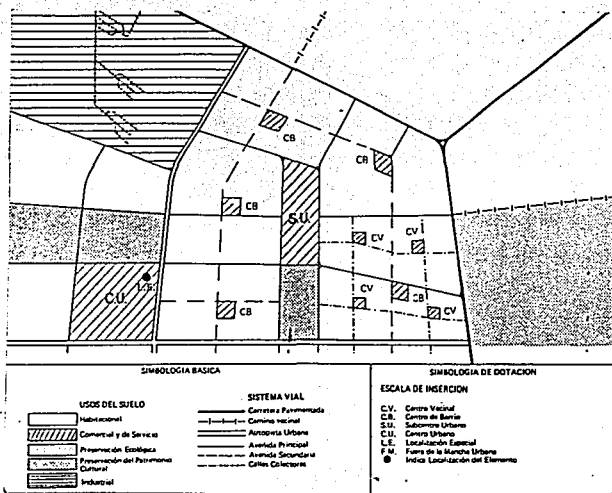 CB
CB
CB
S.U.
CV
CV
C.U.
L.E.
CB
CV
CB
CV
SIMBOLOGIA BASICA
SIMBOLOGIA DE DOTACION
USOS DEL SUELO
Habitacional
Comercial y de Servicio
Preservación Ecológica
Preservación del Patrimonio
Cultural
Industrial
SISTEMA VIAL
Carretera Pavimentada
Camino vecinal
Autopista Urbana
Avenida Principal
Avenida Secundaria
Calles Colectoras
ESCALA DE INSERCION
C.V. Centro Vecinal
C.B. Centro de Barrio
S.U. Subcentro Urbano
C.U. Centro Urbano
L.E. Localización Especial
F.M. Fuera de la Mancha Urbana
Indica Localización del Elemento